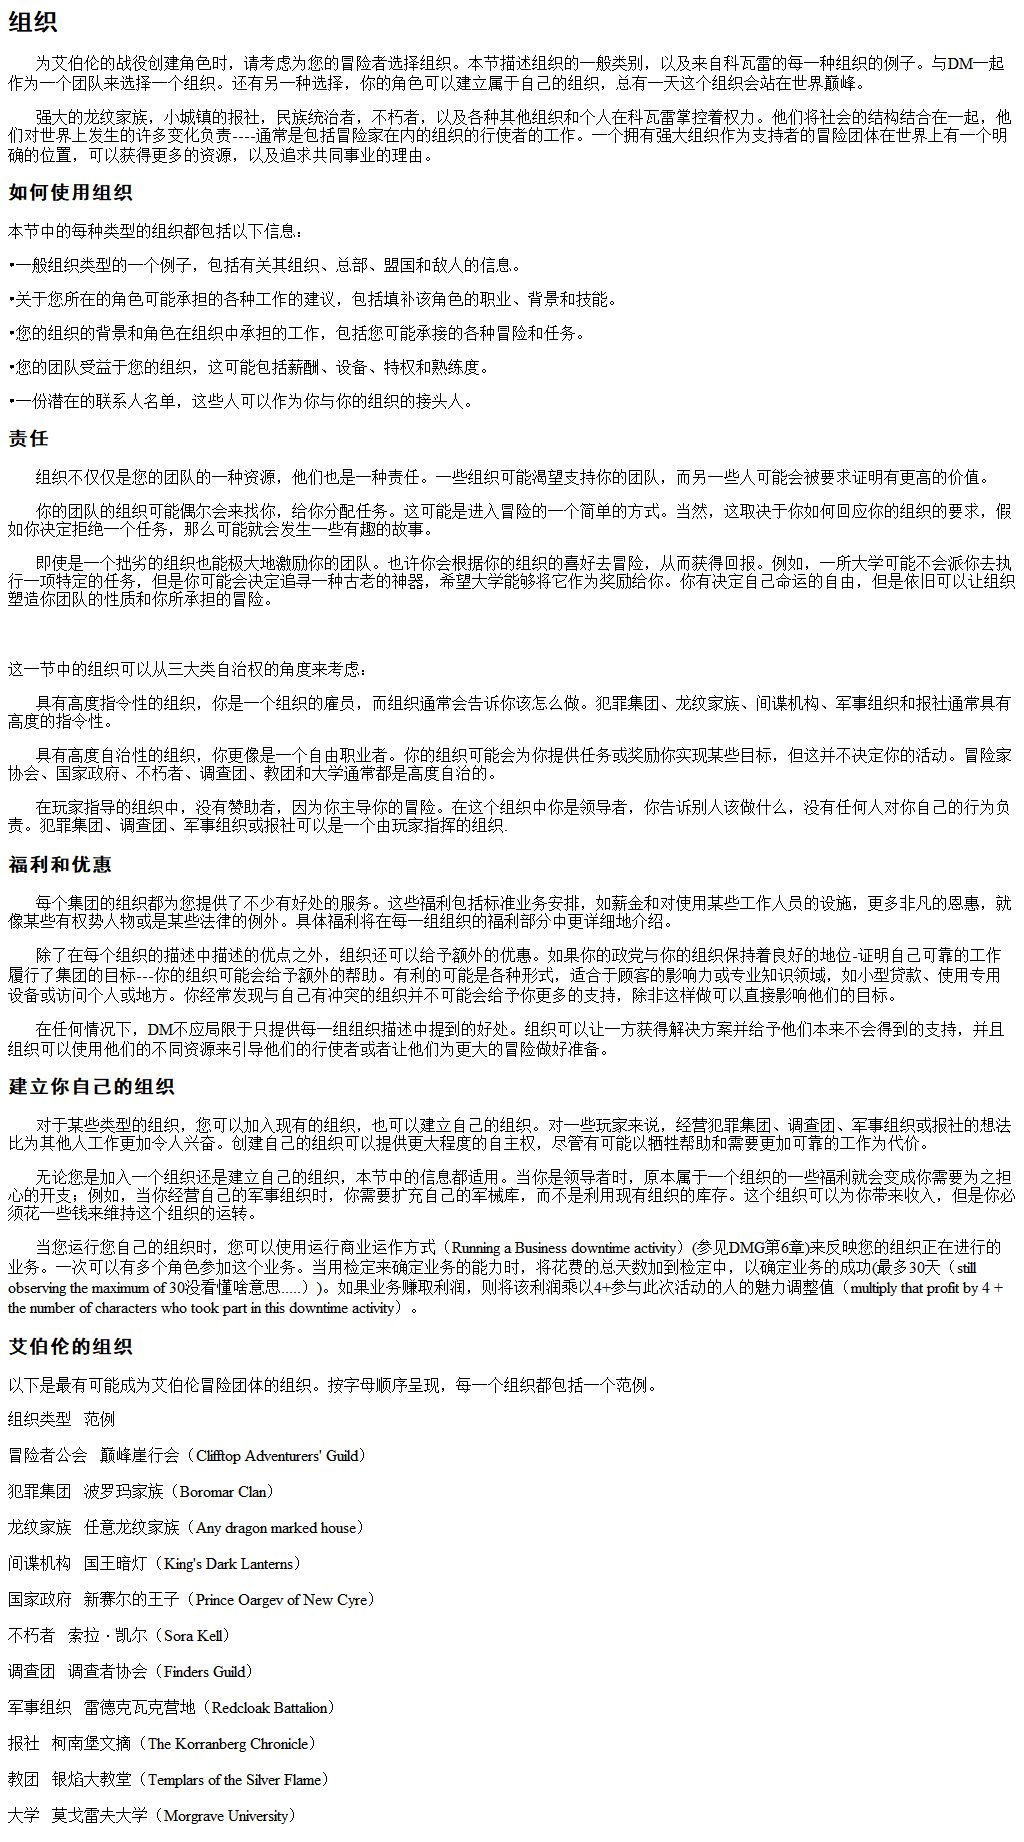 组织
为艾伯伦的战役创建角色时，请考虑为您的冒险者选择组织。本节描述组织的一般类别，以及来自科瓦雷的每一种组织的例子。与DM一起
作为一个团队来选择一个组织。还有另一种选择，你的角色可以建立属于自己的组织，总有一天这个组织会站在世界巅峰。
强大的龙纹家族，小城镇的报社，民族统治者，不朽者，以及各种其他组织和个人在科瓦雷掌控着权力。他们将社会的结构结合在一起，他
们对世界上发生的许多变化负责----通常是包括冒险家在内的组织的行使者的工作。一个拥有强大组织作为支持者的冒险团体在世界上有一个明
确的位置，可以获得更多的资源，以及追求共同事业的理由。
如何使用组织
本节中的每种类型的组织都包括以下信息：
•一般组织类型的一个例子，包括有关其组织、总部、盟国和敌人的信息。
•关于您所在的角色可能承担的各种工作的建议，包括填补该角色的职业、背景和技能。
•您的组织的背景和角色在组织中承担的工作，包括您可能承接的各种冒险和任务。
•您的团队受益于您的组织，这可能包括薪酬、设备、特权和熟练度。
•一份潜在的联系人名单，这些人可以作为你与你的组织的接头人。
责任
组织不仅仅是您的团队的一种资源，他们也是一种责任。一些组织可能渴望支持你的团队，而另一些人可能会被要求证明有更高的价值。
你的团队的组织可能偶尔会来找你，给你分配任务。这可能是进入冒险的一个简单的方式。当然，这取决于你如何回应你的组织的要求，假
如你决定拒绝一个任务，那么可能就会发生一些有趣的故事。
即使是一个拙劣的组织也能极大地激励你的团队。也许你会根据你的组织的喜好去冒险，从而获得回报。例如，一所大学可能不会派你去执
行一项特定的任务，但是你可能会决定追寻一种古老的神器，希望大学能够将它作为奖励给你。你有决定自己命运的自由，但是依旧可以让组织
塑造你团队的性质和你所承担的冒险。
这一节中的组织可以从三大类自治权的角度来考虑：
具有高度指令性的组织，你是一个组织的雇员，而组织通常会告诉你该怎么做。犯罪集团、龙纹家族、间谍机构、军事组织和报社通常具有
高度的指令性。
具有高度自治性的组织，你更像是一个自由职业者。你的组织可能会为你提供任务或奖励你实现某些目标，但这并不决定你的活动。冒险家
协会、国家政府、不朽者、调查团、教团和大学通常都是高度自治的。
在玩家指导的组织中，没有赞助者，因为你主导你的冒险。在这个组织中你是领导者，你告诉别人该做什么，没有任何人对你自己的行为负
责。犯罪集团、调查团、军事组织或报社可以是一个由玩家指挥的组织.
福利和优惠
每个集团的组织都为您提供了不少有好处的服务。这些福利包括标准业务安排，如薪金和对使用某些工作人员的设施，更多非凡的恩惠，就
像某些有权势人物或是某些法律的例外。具体福利将在每一组组织的福利部分中更详细地介绍。
除了在每个组织的描述中描述的优点之外，组织还可以给予额外的优惠。如果你的政党与你的组织保持着良好的地位-证明自己可靠的工作
履行了集团的目标---你的组织可能会给予额外的帮助。有利的可能是各种形式，适合于顾客的影响力或专业知识领域，如小型贷款、使用专用
设备或访问个人或地方。你经常发现与自己有冲突的组织并不可能会给予你更多的支持，除非这样做可以直接影响他们的目标。
在任何情况下，DM不应局限于只提供每一组组织描述中提到的好处。组织可以让一方获得解决方案并给予他们本来不会得到的支持，并且
组织可以使用他们的不同资源来引导他们的行使者或者让他们为更大的冒险做好准备。
建立你自己的组织
对于某些类型的组织，您可以加入现有的组织，也可以建立自己的组织。对一些玩家来说，经营犯罪集团、调查团、军事组织或报社的想法
比为其他人工作更加令人兴奋。创建自己的组织可以提供更大程度的自主权，尽管有可能以牺牲帮助和需要更加可靠的工作为代价。
无论您是加入一个组织还是建立自己的组织，本节中的信息都适用。当你是领导者时，原本属于一个组织的一些福利就会变成你需要为之担
心的开支；例如，当你经营自己的军事组织时，你需要扩充自己的军械库，而不是利用现有组织的库存。这个组织可以为你带来收入，但是你必
须花一些钱来维持这个组织的运转。
当您运行您自己的组织时，您可以使用运行商业运作方式（Running a Business downtime activity）(参见DMG第6章)来反映您的组织正在进行的
业务。一次可以有多个角色参加这个业务。当用检定来确定业务的能力时，将花费的总天数加到检定中，以确定业务的成功(最多30天（still
observing the maximum of 30没看懂啥意思.....）)。如果业务赚取利润，则将该利润乘以4+参与此次活动的人的魅力调整值（multiply that profit by 4 +
the number of characters who took part in this downtime activity）。
艾伯伦的组织
以下是最有可能成为艾伯伦冒险团体的组织。按字母顺序呈现，每一个组织都包括一个范例。
组织类型 范例
冒险者公会 巅峰崖行会（Clifftop Adventurers' Guild）
犯罪集团 波罗玛家族（Boromar Clan）
龙纹家族 任意龙纹家族（Any dragon marked house）
间谍机构 国王暗灯（King's Dark Lanterns）
国家政府 新赛尔的王子（Prince Oargev of New Cyre）
不朽者 索拉·凯尔（Sora Kell）
调查团 调查者协会（Finders Guild）
军事组织 雷德克瓦克营地（Redcloak Battalion）
报社 柯南堡文摘（The Korranberg Chronicle）
教团 银焰大教堂（Templars of the Silver Flame）
大学 莫戈雷夫大学（Morgrave University）